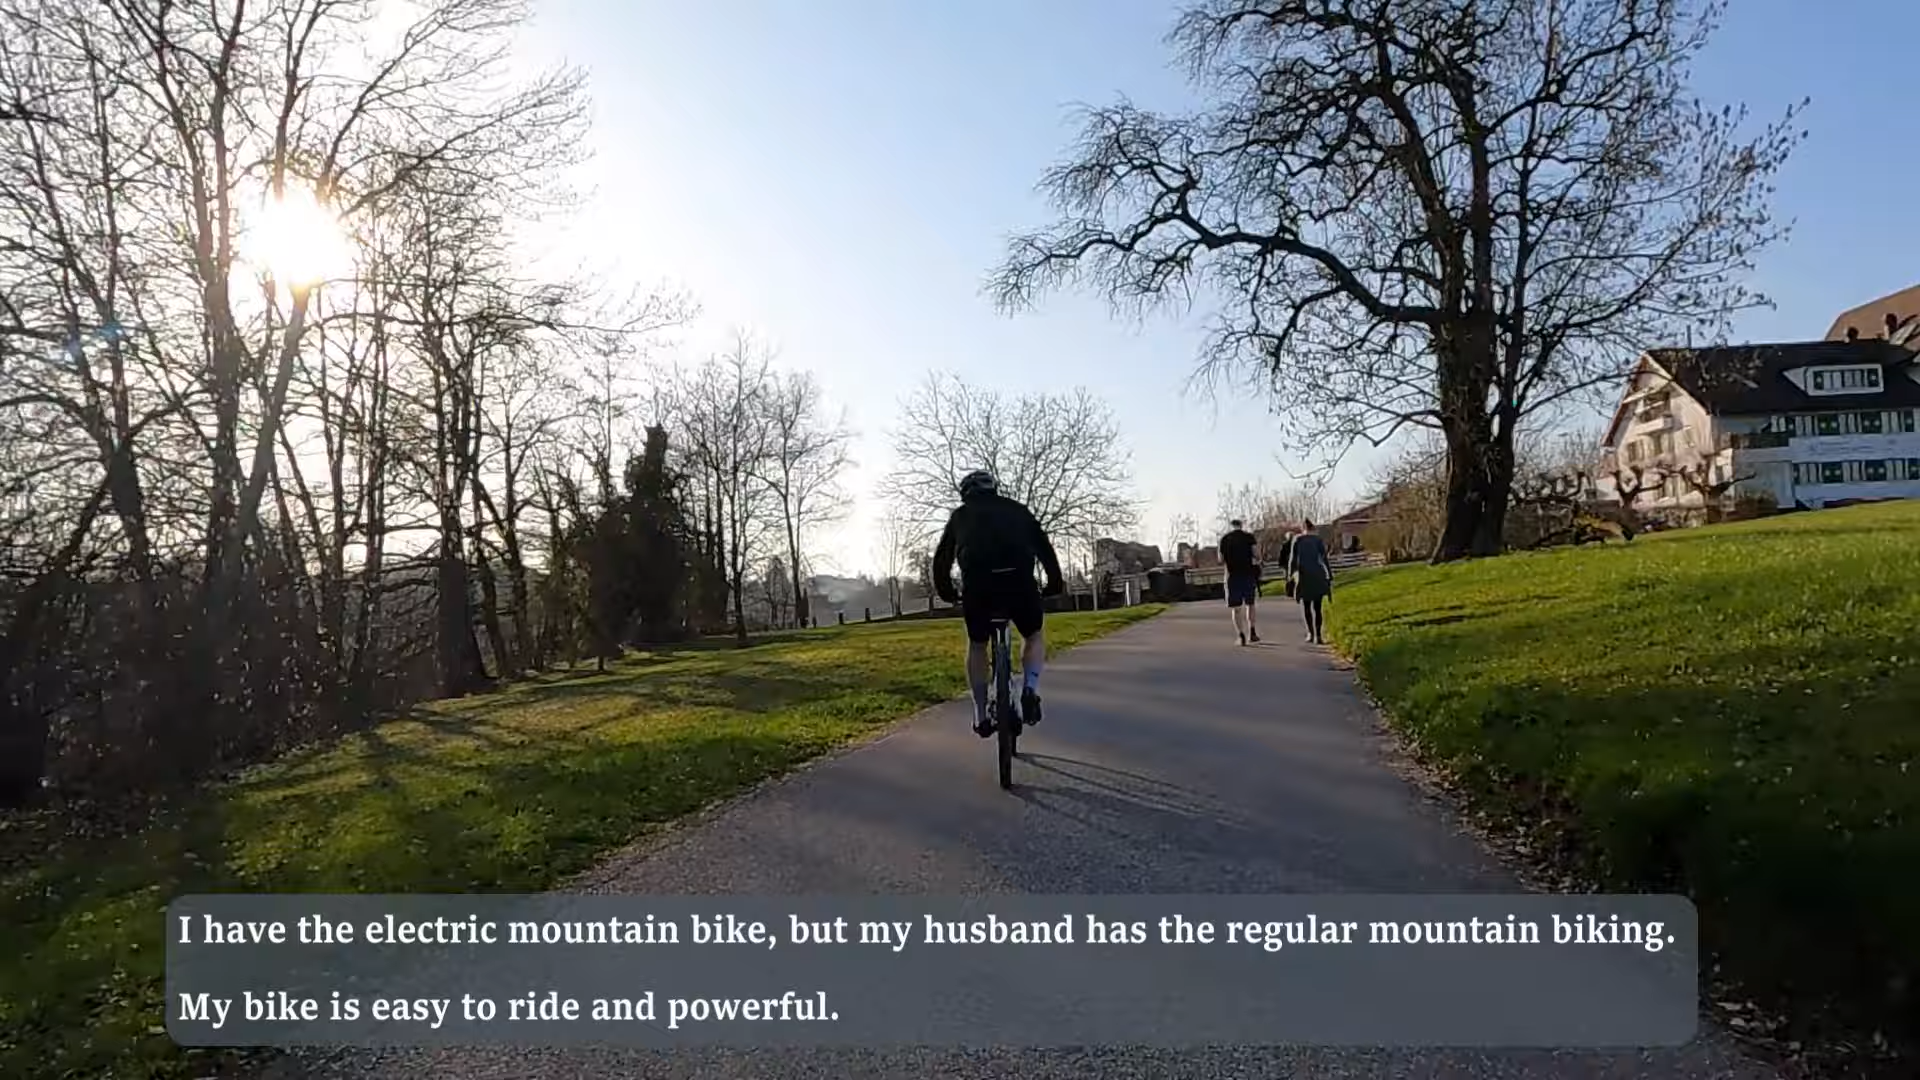 I have the electric mountain bike, but my husband has the regular mountain biking.
My bike is easy to ride and powerful.